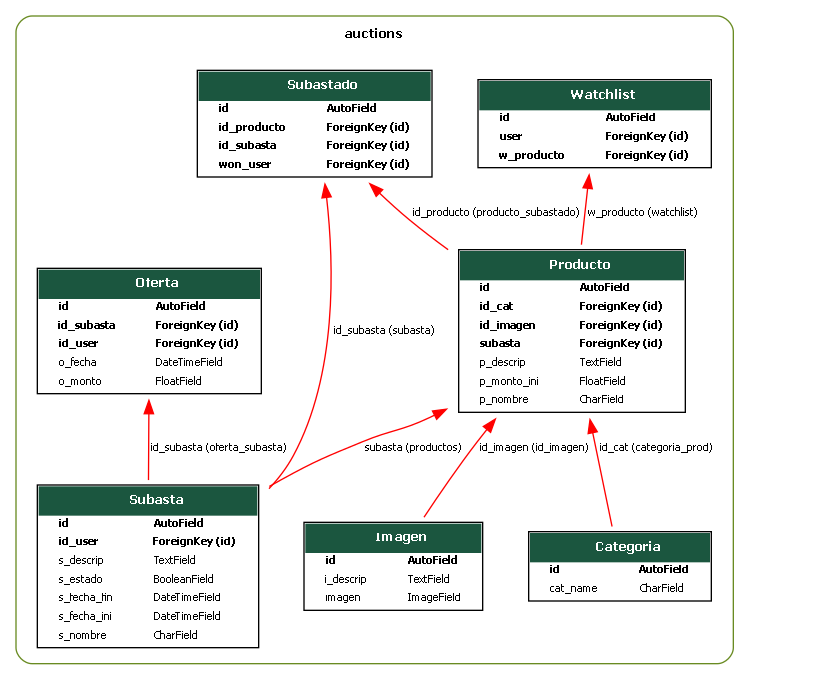 auctions
Subastado
id AutoField
id_producto ForeignKey (id)
id_subasta ForeignKey (id)
won_user ForeignKey (id)
Watchlist
id AutoField
user ForeignKey (id)
w_producto ForeignKey (id)
id_producto (producto_subastado)
w_producto (watchlist)
Oferta
id AutoField
id_subasta ForeignKey (id)
id_user ForeignKey (id)
o_fecha DateTimeField
o_monto FloatField
Producto
id AutoField
id_cat ForeignKey (id)
id_imagen ForeignKey (id)
subasta ForeignKey (id)
p_descrip TextField
p_monto_ini FloatField
p_nombre CharField
id_subasta (subasta)
id_subasta (oferta_subasta)
subasta (productos)
id_imagen (id_imagen)
id_cat (categoria_prod)
Subasta
id AutoField
id_user ForeignKey (id)
s_descrip TextField
s_estado BooleanField
s_fecha_fin DateTimeField
s_fecha_ini DateTimeField
s_nombre CharField
Imagen
id AutoField
i_descrip TextField
imagen ImageField
Categoria
id AutoField
cat_name CharField